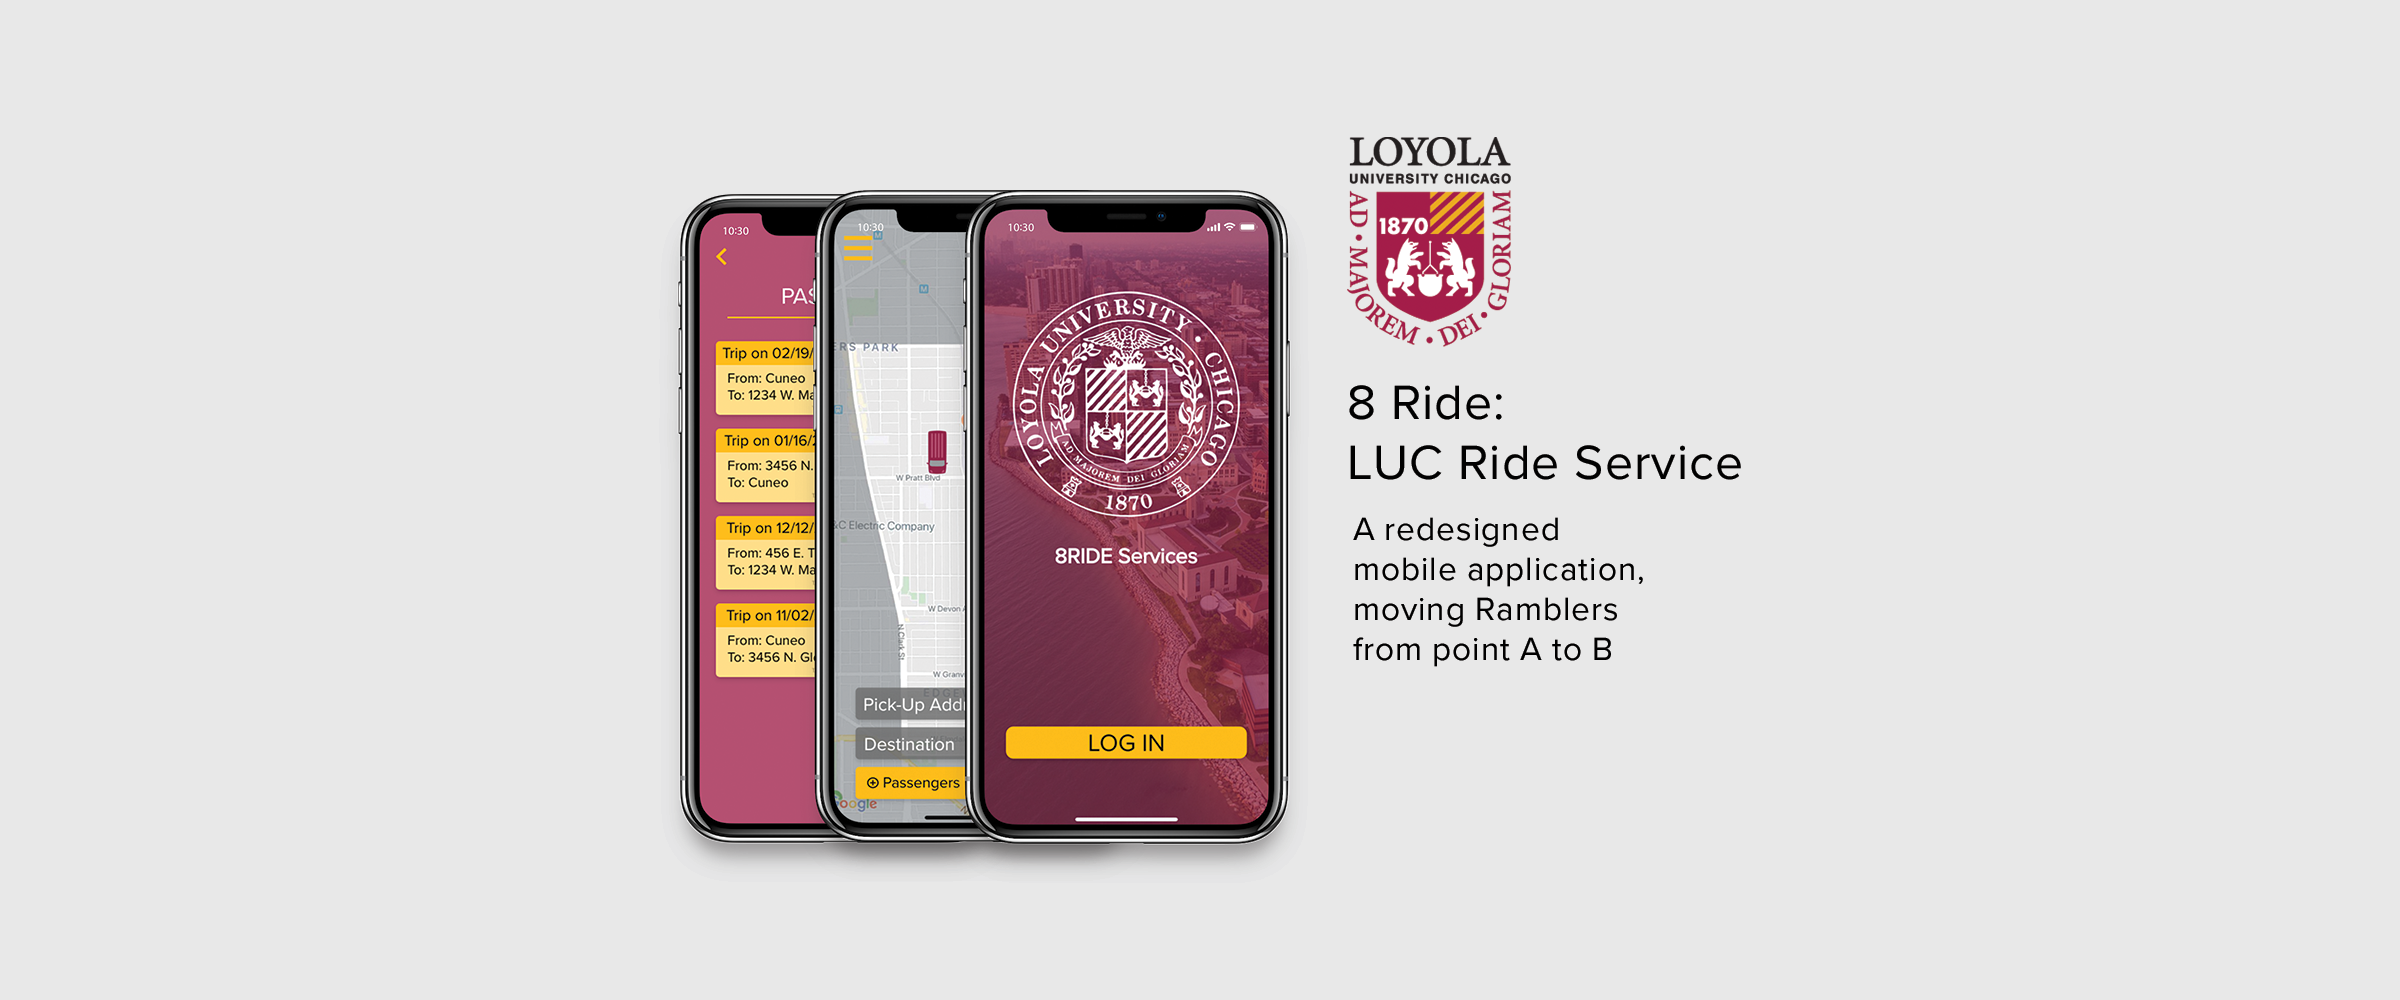 10:30
PAS
Trip on 02/19/
From: Cuneo
To: 1234 W. Ma
Trip on 01/16/2
From: 3456 N.
To: Cuneo
Trip on 12/12/
From: 456 E. T
To: 1234 W. Ma
Trip on 11/02/
From: Cuneo
To: 3456 N. Gl
10:30
ERS PARK
W Pratt Blvd
&C Electric Company
W Devon A
N Clark St
W Granv
EDGE
Pick-Up Addr
Destination
Passengers
Google
10:30
LOYOLA UNIVERSITY · CHICAGO
AD MAJOREM DEI GLORIAM
1870
8RIDE Services
LOG IN
LOYOLA
UNIVERSITY CHICAGO
1870
AD • MAJOREM • DEI • GLORIAM
8 Ride:
LUC Ride Service
A redesigned
mobile application,
moving Ramblers
from point A to B